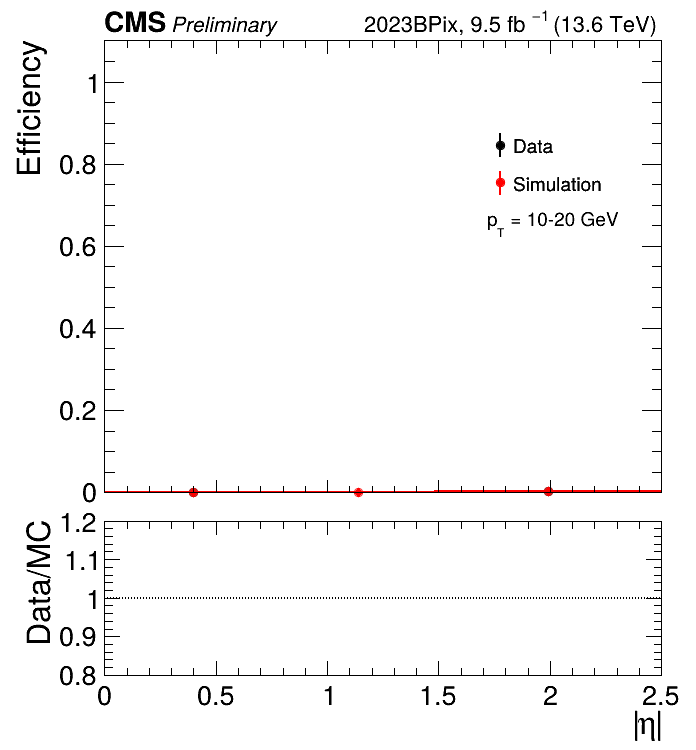 CMS Preliminary 2023BPix, 9.5 fb⁻¹ (13.6 TeV)
Efficiency
1
0.8
0.6
0.4
0.2
0
Data
Simulation
p_T = 10-20 GeV
Data/MC
1.2
1.1
1
0.9
0.8
0 0.5 1 1.5 2 2.5
|η|